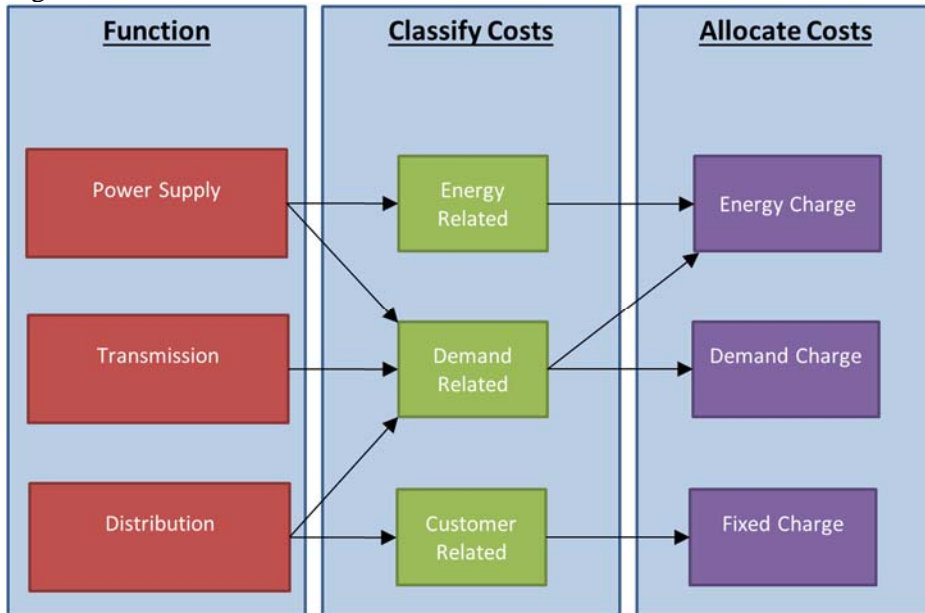 Function
Classify Costs
Allocate Costs
Power Supply
Energy
Related
Energy Charge
Transmission
Demand
Related
Demand Charge
Distribution
Customer
Related
Fixed Charge